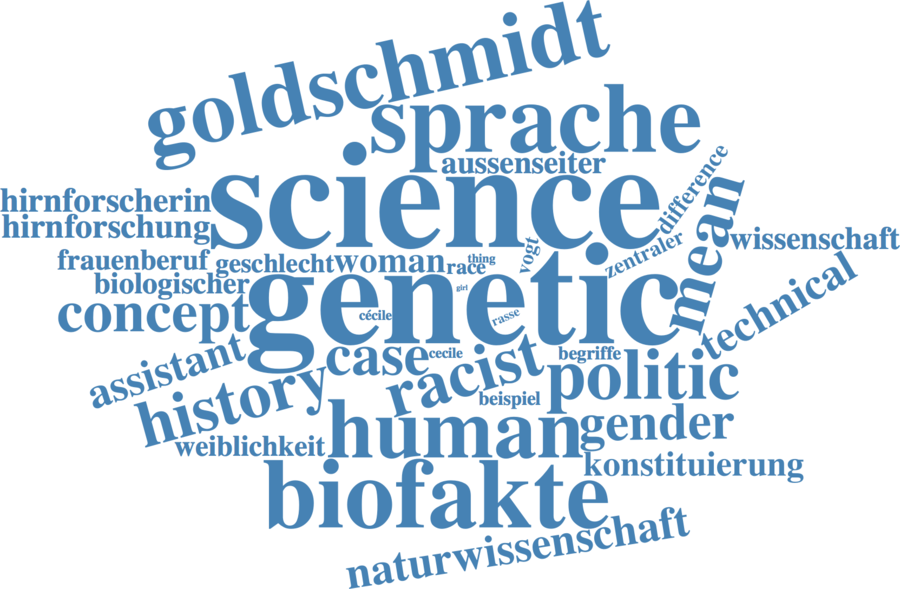 goldschmidt
sprache
aussenseiter
science
difference
hirnforscherin
hirnforschung
mean
wissenschaft
frauenberuf
geschlecht
woman
race
thing
vogt
zentraler
biologischer
girl
genetic
concept
cécile
rasse
technical
assistant
case
cecile
begriffe
racist
politic
history
beispiel
human
gender
weiblichkeit
konstituierung
biofakte
naturwissenschaft